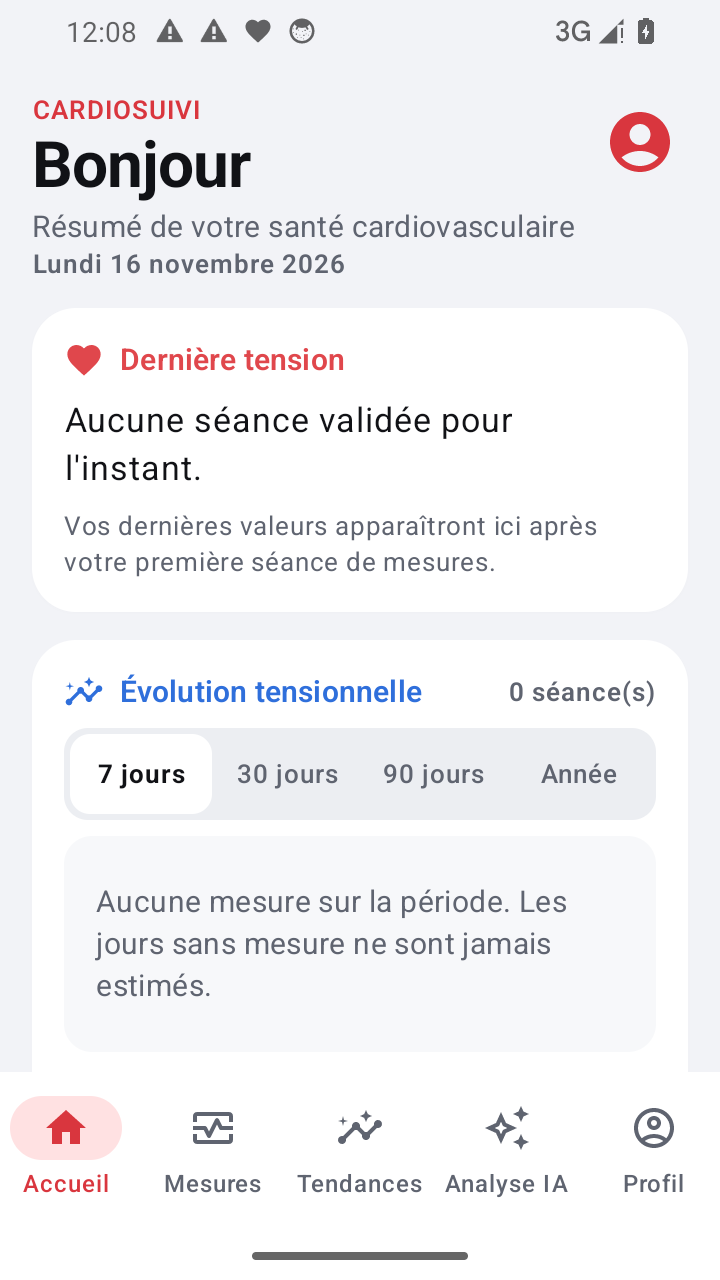 12:08
3G
CARDIOSUIVI
Bonjour
Résumé de votre santé cardiovasculaire
Lundi 16 novembre 2026
Dernière tension
Aucune séance validée pour
l'instant.
Vos dernières valeurs apparaîtront ici après
votre première séance de mesures.
Évolution tensionnelle
0 séance(s)
7 jours
30 jours
90 jours
Année
Aucune mesure sur la période. Les
jours sans mesure ne sont jamais
estimés.
Accueil
Mesures
Tendances
Analyse IA
Profil